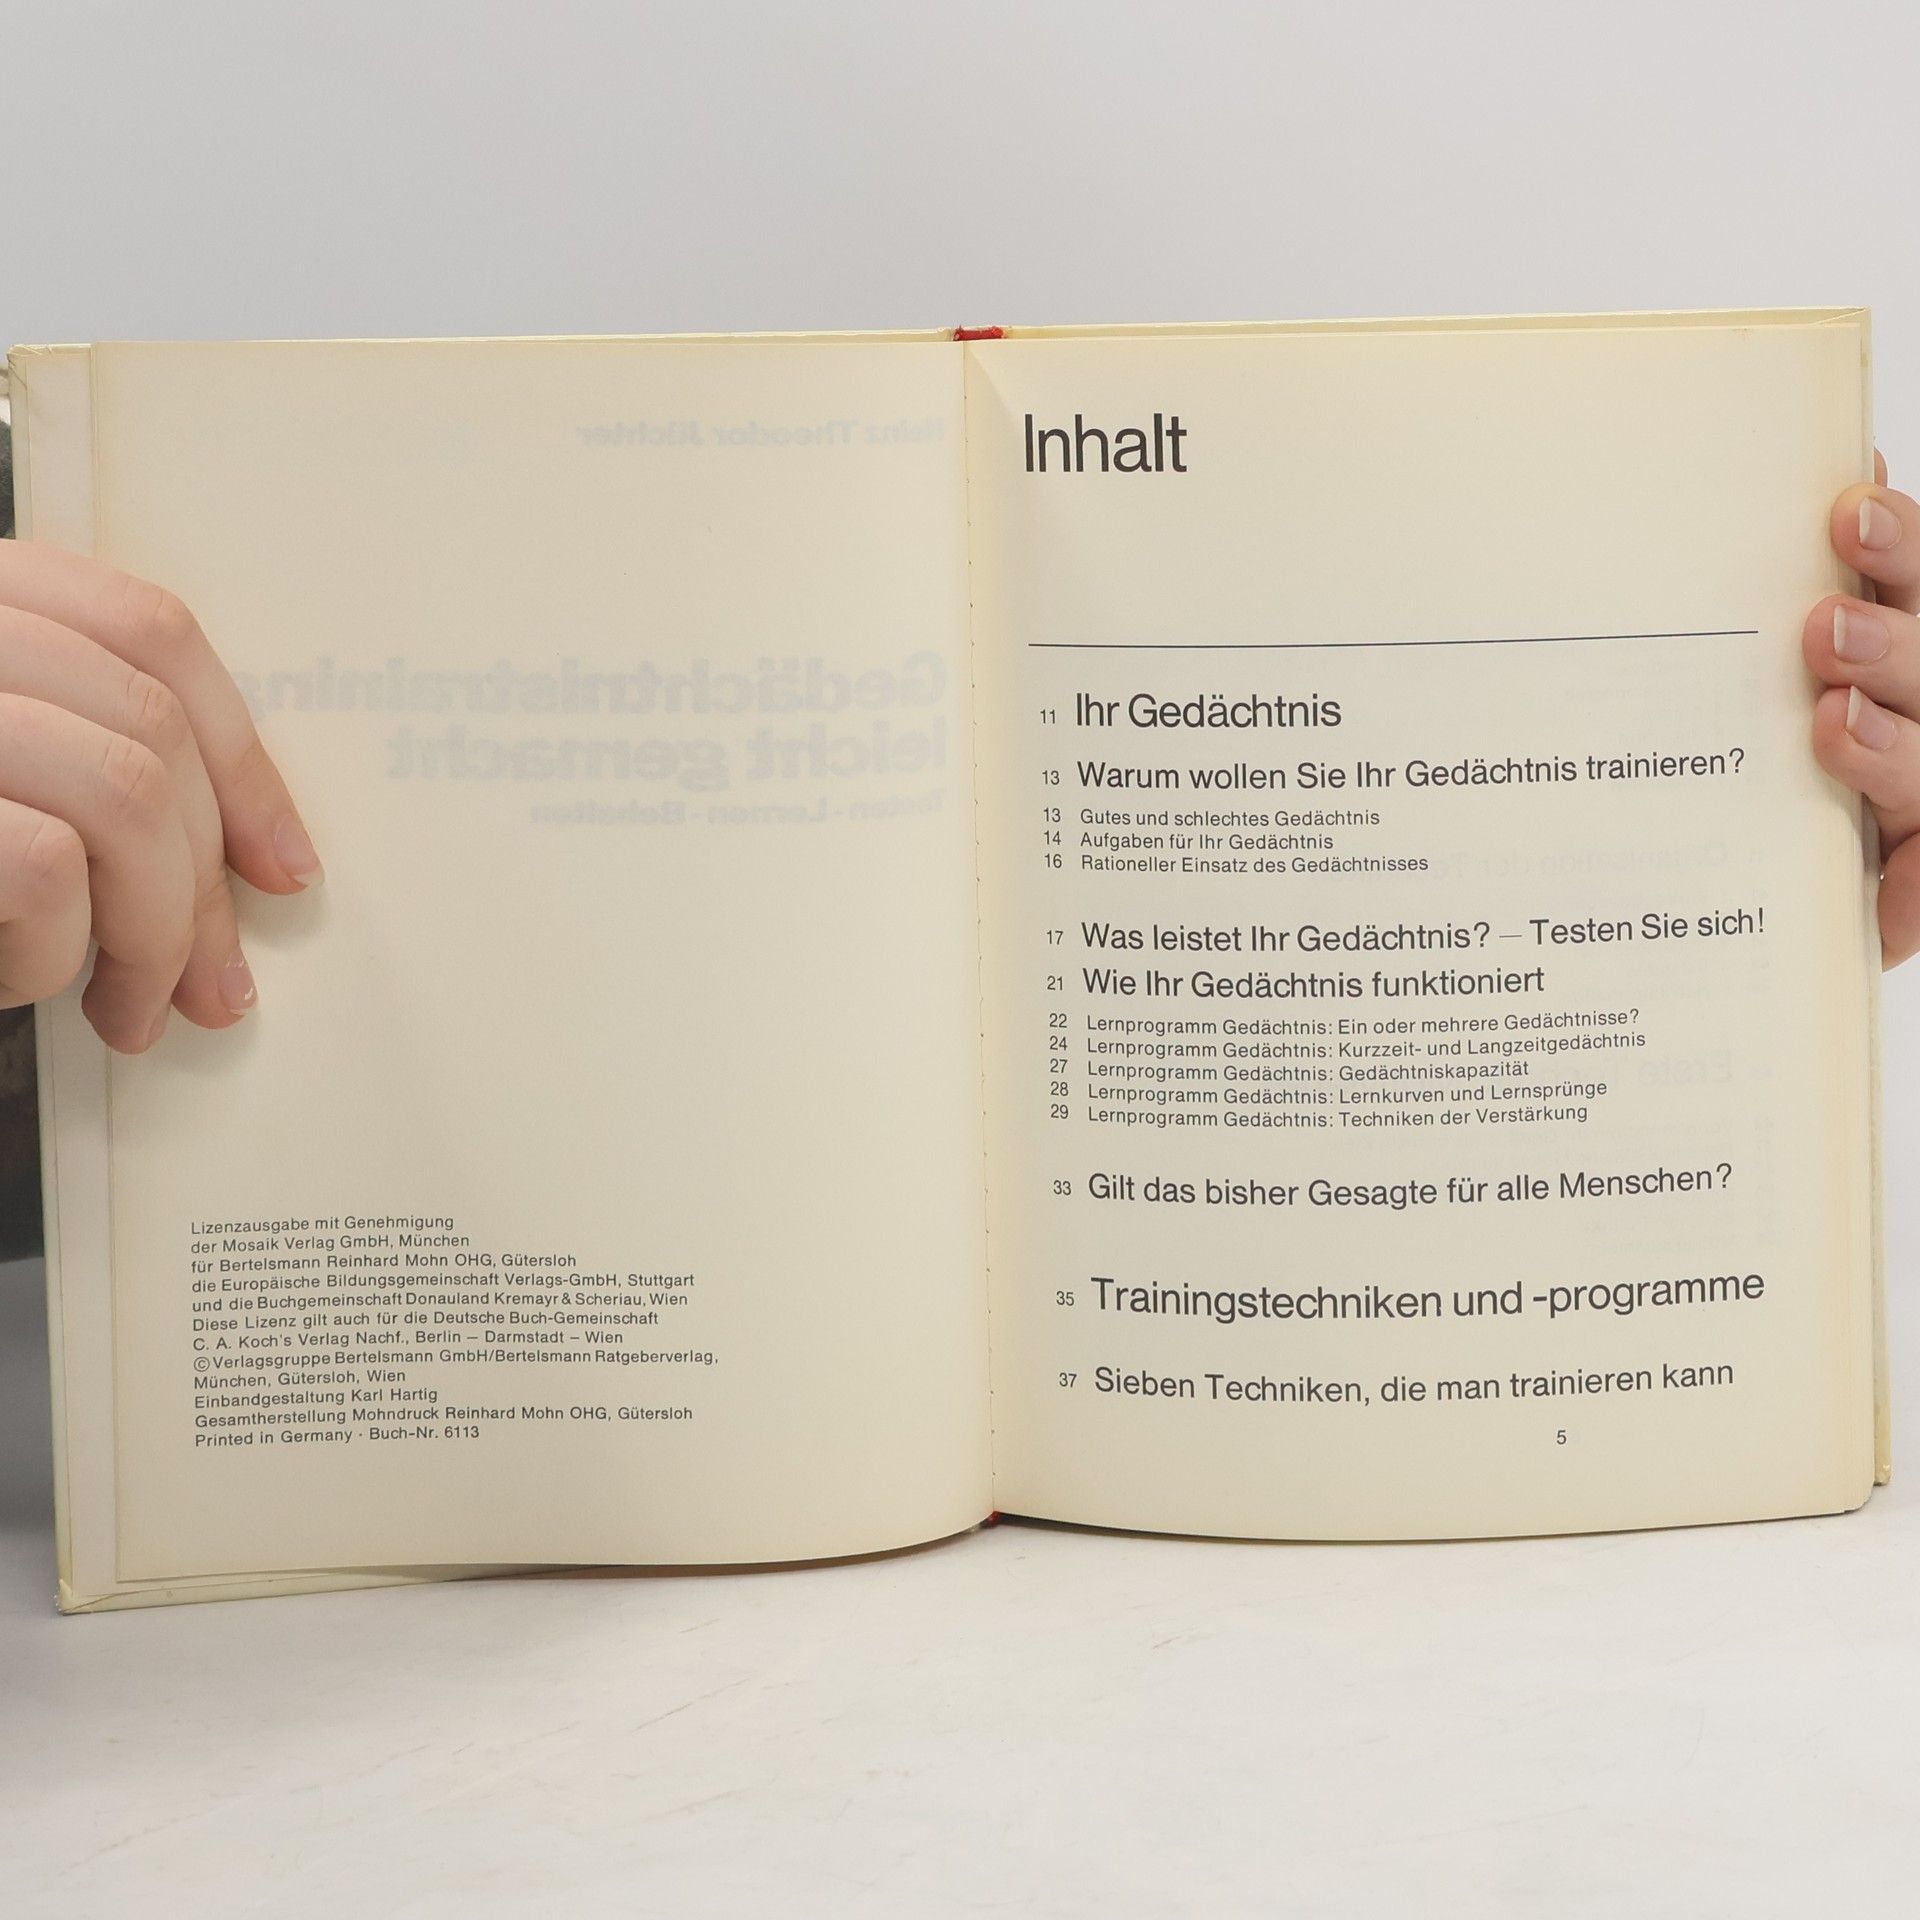 Lizenzausgabe mit Genehmigung
der Mosaik Verlag GmbH, München
für Bertelsmann Reinhard Mohn OHG, Gütersloh
die Europäische Bildungsgemeinschaft Verlags-GmbH, Stuttgart
und die Buchgemeinschaft Donauland Kremayr & Scheriau, Wien
Diese Lizenz gilt auch für die Deutsche Buch-Gemeinschaft
C. A. Koch's Verlag Nachf., Berlin – Darmstadt – Wien
© Verlagsgruppe Bertelsmann GmbH/Bertelsmann Ratgeberverlag,
München, Gütersloh, Wien
Einbandgestaltung Karl Hartig
Gesamtherstellung Mohndruck Reinhard Mohn OHG, Gütersloh
Printed in Germany · Buch-Nr. 6113
Inhalt
11 Ihr Gedächtnis
13 Warum wollen Sie Ihr Gedächtnis trainieren?
13 Gutes und schlechtes Gedächtnis
14 Aufgaben für Ihr Gedächtnis
16 Rationeller Einsatz des Gedächtnisses
17 Was leistet Ihr Gedächtnis? – Testen Sie sich!
21 Wie Ihr Gedächtnis funktioniert
22 Lernprogramm Gedächtnis: Ein oder mehrere Gedächtnisse?
24 Lernprogramm Gedächtnis: Kurzzeit- und Langzeitgedächtnis
27 Lernprogramm Gedächtnis: Gedächtniskapazität
28 Lernprogramm Gedächtnis: Lernkurven und Lernsprünge
29 Lernprogramm Gedächtnis: Techniken der Verstärkung
33 Gilt das bisher Gesagte für alle Menschen?
35 Trainingstechniken und -programme
37 Sieben Techniken, die man trainieren kann
5